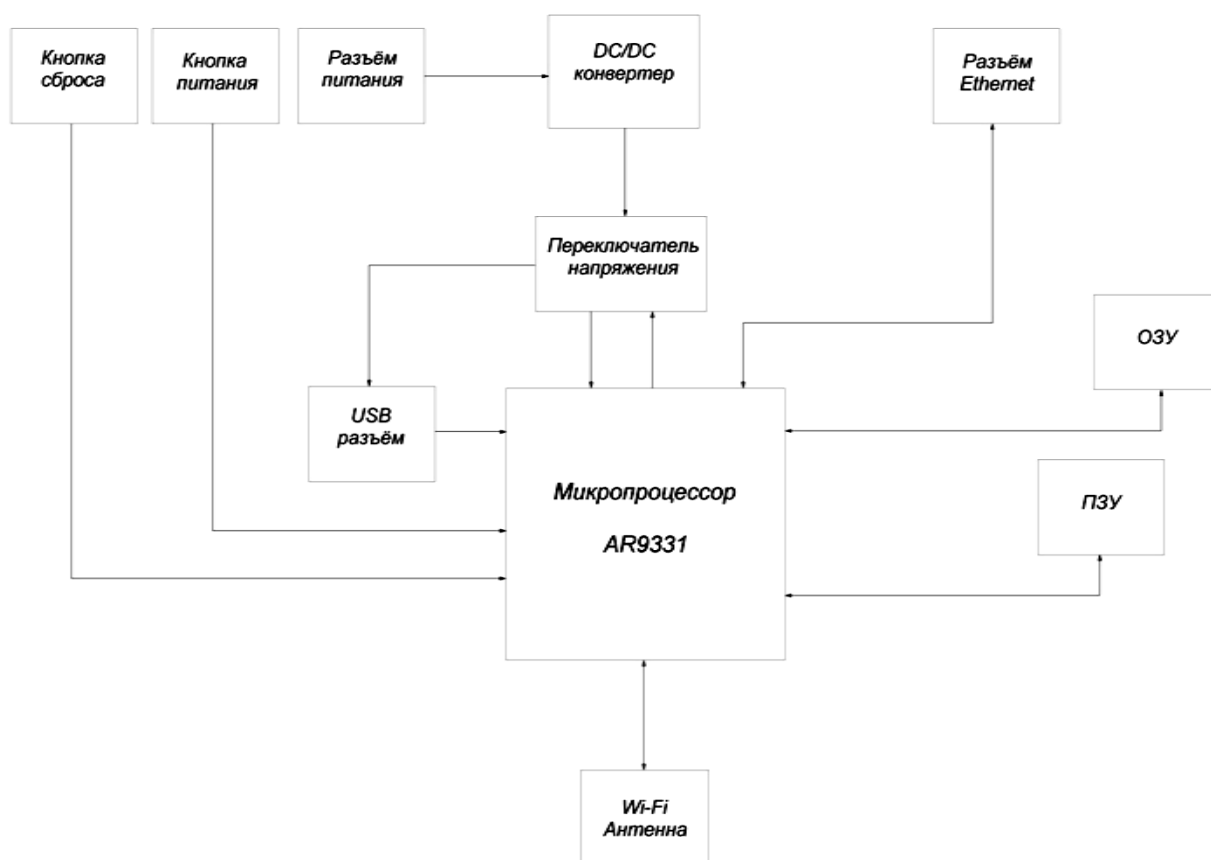 Кнопка
сброса
Кнопка
питания
Разъём
питания
DC/DC
конвертер
Разъём
Ethernet
Переключатель
напряжения
ОЗУ
USB
разъём
Микропроцессор
AR9331
ПЗУ
Wi-Fi
Антенна